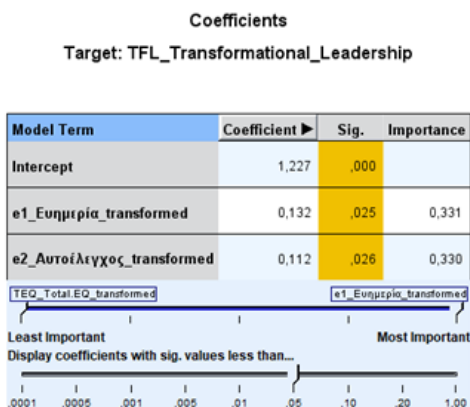 Coefficients
Target: TFL_Transformational_Leadership
Model Term Coefficient ▶ Sig. Importance
Intercept 1,227 ,000
e1_Ευημερία_transformed 0,132 ,025 0,331
e2_Αυτοέλεγχος_transformed 0,112 ,026 0,330
TEQ_Total.EQ_transformed e1_Ευημερία_transformed
Least Important Most Important
Display coefficients with sig. values less than...
.0001 .0005 .001 .005 .01 .05 .10 .20 1.00